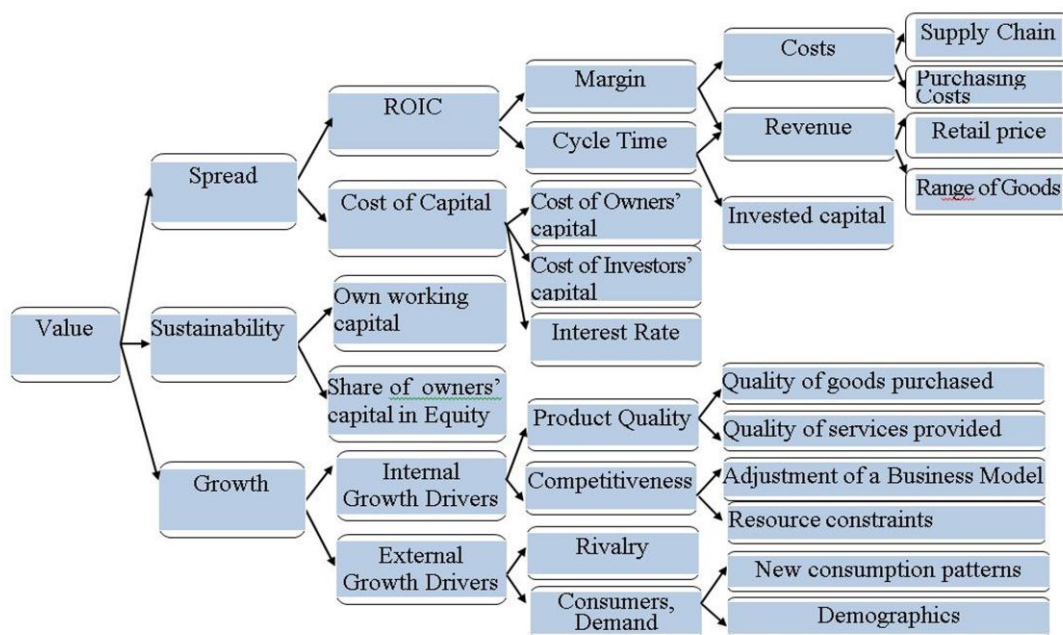 Value
Spread
Sustainability
Growth
ROIC
Cost of Capital
Own working
capital
Share of owners’
capital in Equity
Internal
Growth Drivers
External
Growth Drivers
Margin
Cycle Time
Cost of Owners’
capital
Cost of Investors’
capital
Interest Rate
Product Quality
Competitiveness
Rivalry
Consumers,
Demand
Costs
Revenue
Invested capital
Quality of goods purchased
Quality of services provided
Adjustment of a Business Model
Resource constraints
New consumption patterns
Demographics
Supply Chain
Purchasing
Costs
Retail price
Range of Goods